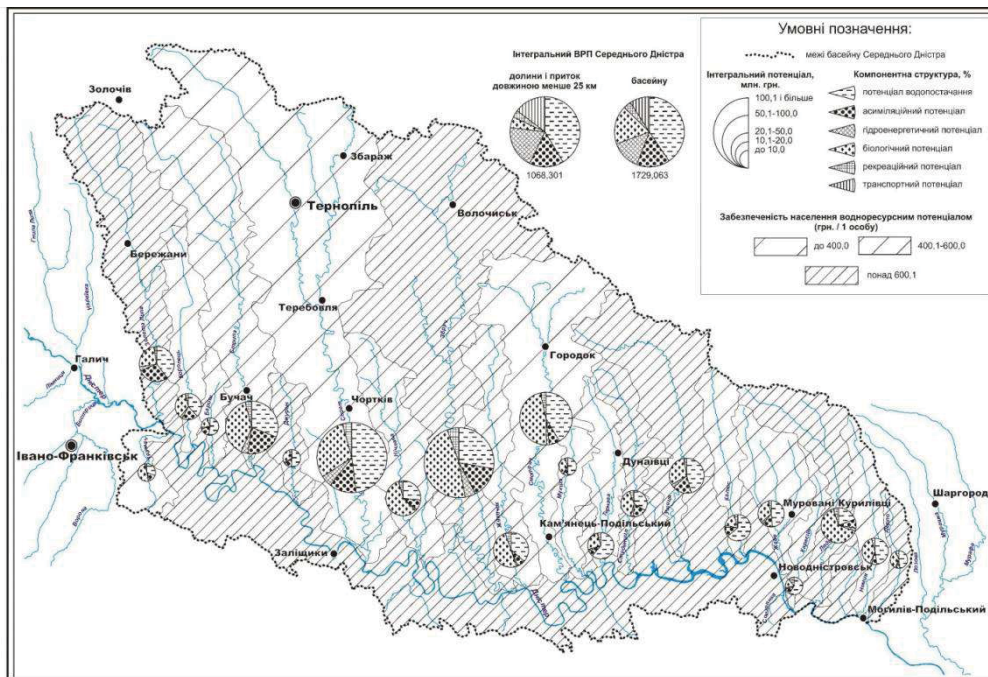 Умовні позначення:
межі басейну Середнього Дністра
Інтегральний потенціал,
млн. грн.
100,1 і більше
50,1-100,0
20,1-50,0
10,1-20,0
до 10,0
Компонентна структура, %
потенціал водопостачання
асиміляційний потенціал
гідроенергетичний потенціал
біологічний потенціал
рекреаційний потенціал
транспортний потенціал
Забезпеченість населення водноресурсним потенціалом
(грн. / 1 особу)
до 400,0
400,1-600,0
понад 600,1
Інтегральний ВРП Середнього Дністра
долини і приток
довжиною менше 25 км
басейну
1068,301
1729,063
Золочів
Збараж
Тернопіль
Волочиськ
Бережани
Теребовля
Галич
Городок
Бучач
Чортків
Івано-Франківськ
Дунаївці
Муровані Курилівці
Шаргород
Кам'янець-Подільський
Заліщики
Новодністровськ
Могилів-Подільський
Гнила Липа
Дністер
Дністер
Збруч
Мурафа